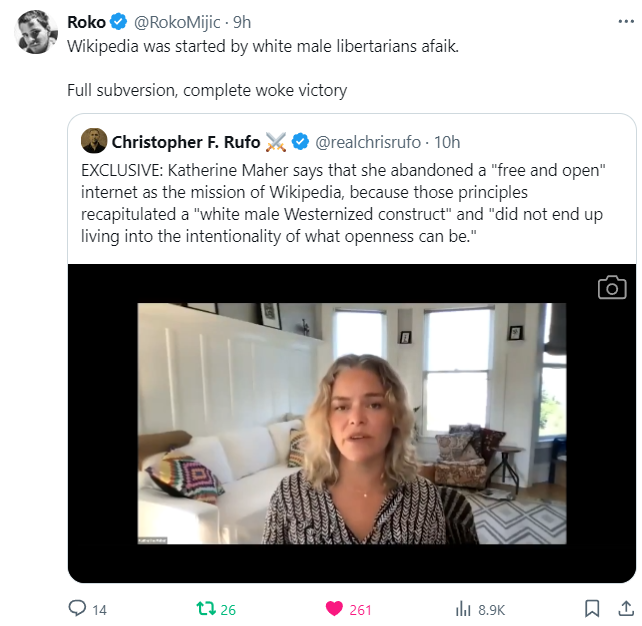 Roko @RokoMijic · 9h
Wikipedia was started by white male libertarians afaik.
Full subversion, complete woke victory
Christopher F. Rufo ⚔️ @realchrisrufo · 10h
EXCLUSIVE: Katherine Maher says that she abandoned a "free and open"
internet as the mission of Wikipedia, because those principles
recapitulated a "white male Westernized construct" and "did not end up
living into the intentionality of what openness can be."
14 26 261 8.9K